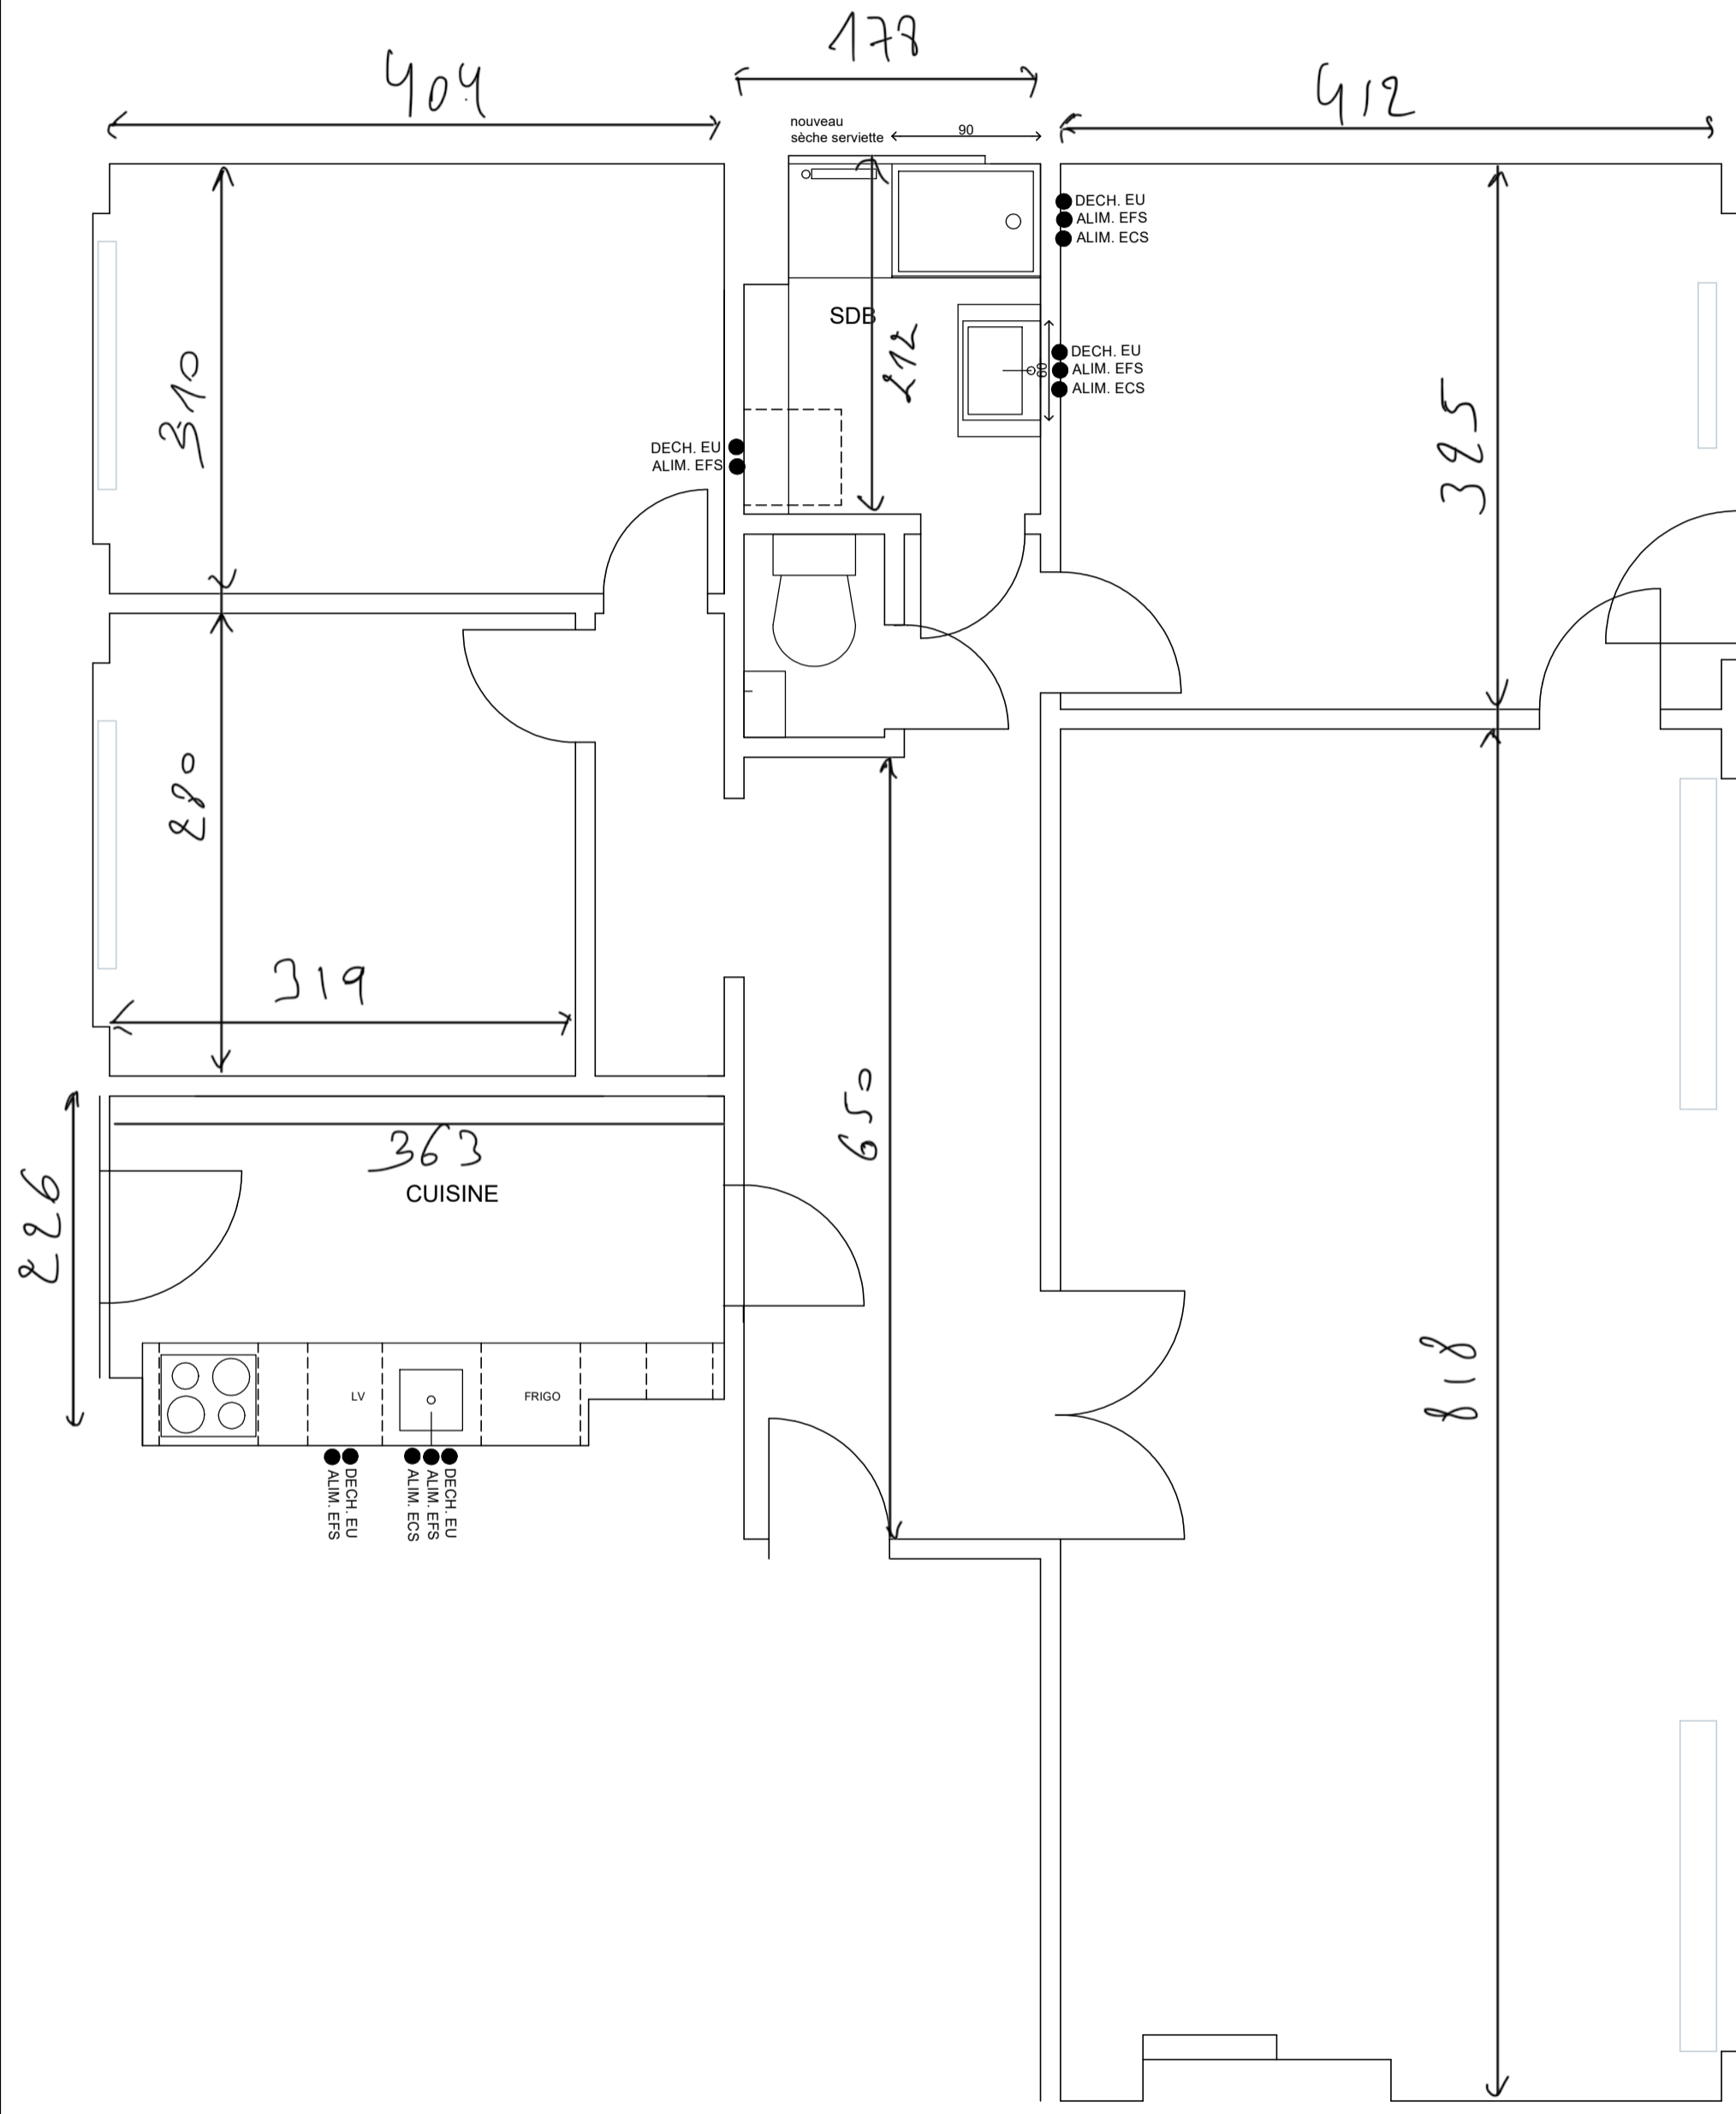 178
404
412
nouveau
sèche serviette
90
DECH. EU
ALIM. EFS
ALIM. ECS
SDB
212
60
DECH. EU
ALIM. EFS
ALIM. ECS
310
325
DECH. EU
ALIM. EFS
280
319
650
363
CUISINE
226
818
LV
FRIGO
ALIM. EFS
DECH. EU
ALIM. ECS
ALIM. EFS
DECH. EU